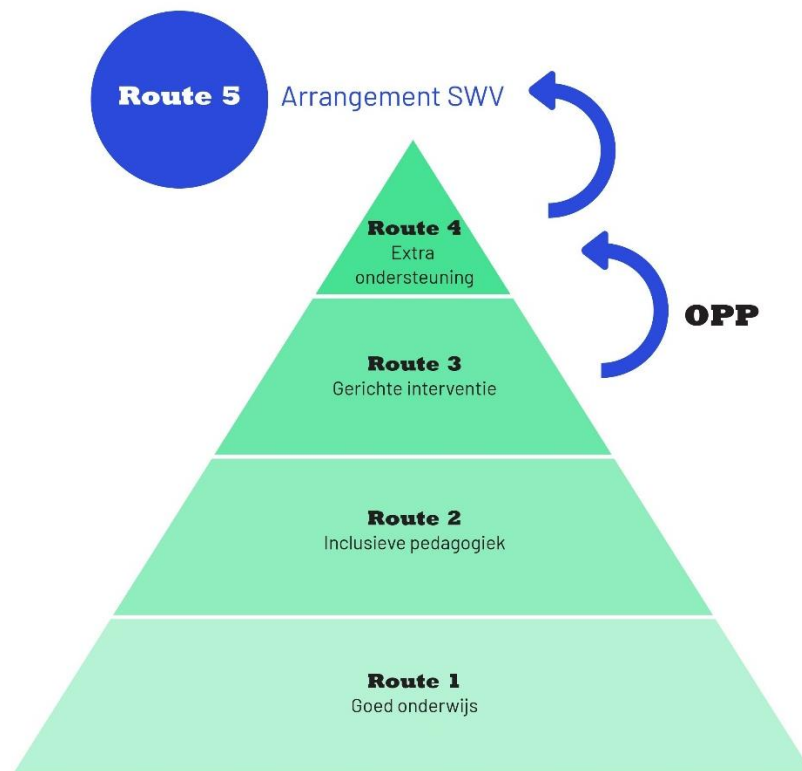 Route 5
Arrangement SWV
Route 4
Extra
ondersteuning
OPP
Route 3
Gerichte interventie
Route 2
Inclusieve pedagogiek
Route 1
Goed onderwijs